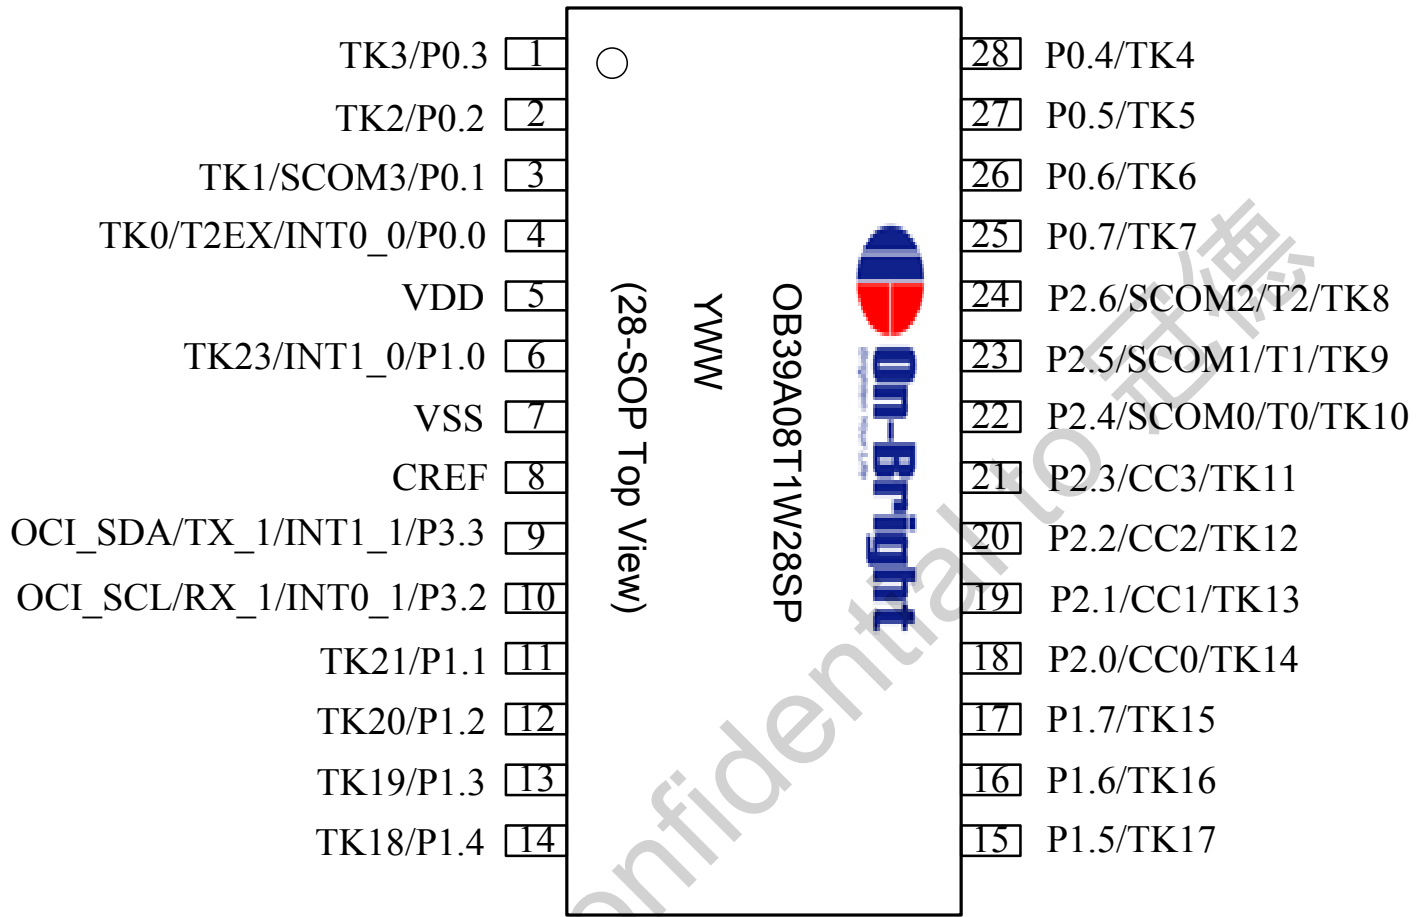 TK3/P0.3 1
TK2/P0.2 2
TK1/SCOM3/P0.1 3
TK0/T2EX/INT0_0/P0.0 4
VDD 5
TK23/INT1_0/P1.0 6
VSS 7
CREF 8
OCI_SDA/TX_1/INT1_1/P3.3 9
OCI_SCL/RX_1/INT0_1/P3.2 10
TK21/P1.1 11
TK20/P1.2 12
TK19/P1.3 13
TK18/P1.4 14
On-Bright
OB39A08T1W28SP
YWW
(28-SOP Top View)
28 P0.4/TK4
27 P0.5/TK5
26 P0.6/TK6
25 P0.7/TK7
24 P2.6/SCOM2/T2/TK8
23 P2.5/SCOM1/T1/TK9
22 P2.4/SCOM0/T0/TK10
21 P2.3/CC3/TK11
20 P2.2/CC2/TK12
19 P2.1/CC1/TK13
18 P2.0/CC0/TK14
17 P1.7/TK15
16 P1.6/TK16
15 P1.5/TK17
onfidential to 冠德